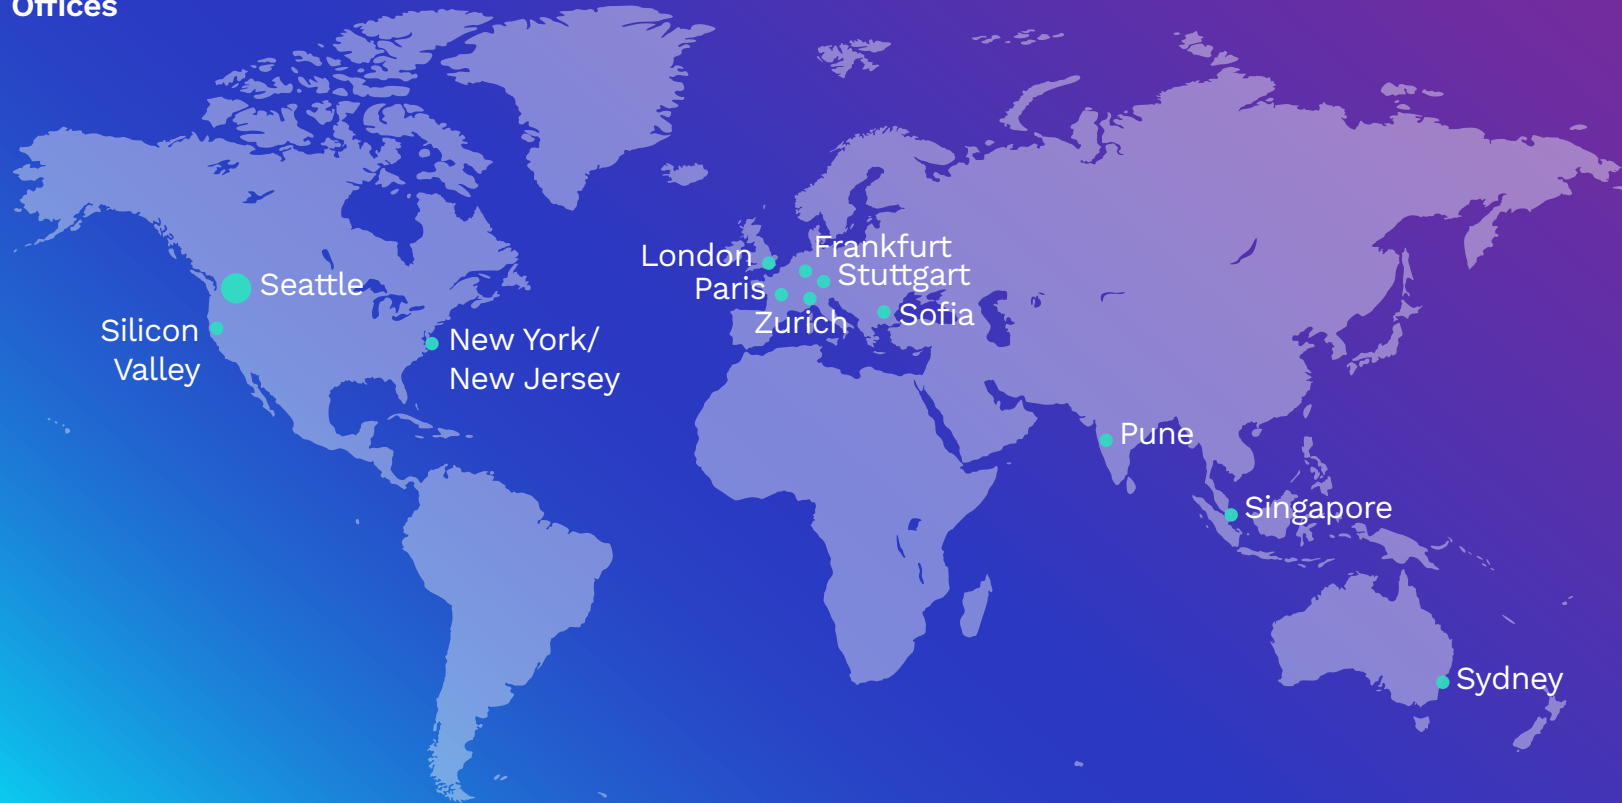 Offices
Seattle
Silicon
Valley
New York/
New Jersey
London
Paris
Frankfurt
Stuttgart
Zurich
Sofia
Pune
Singapore
Sydney